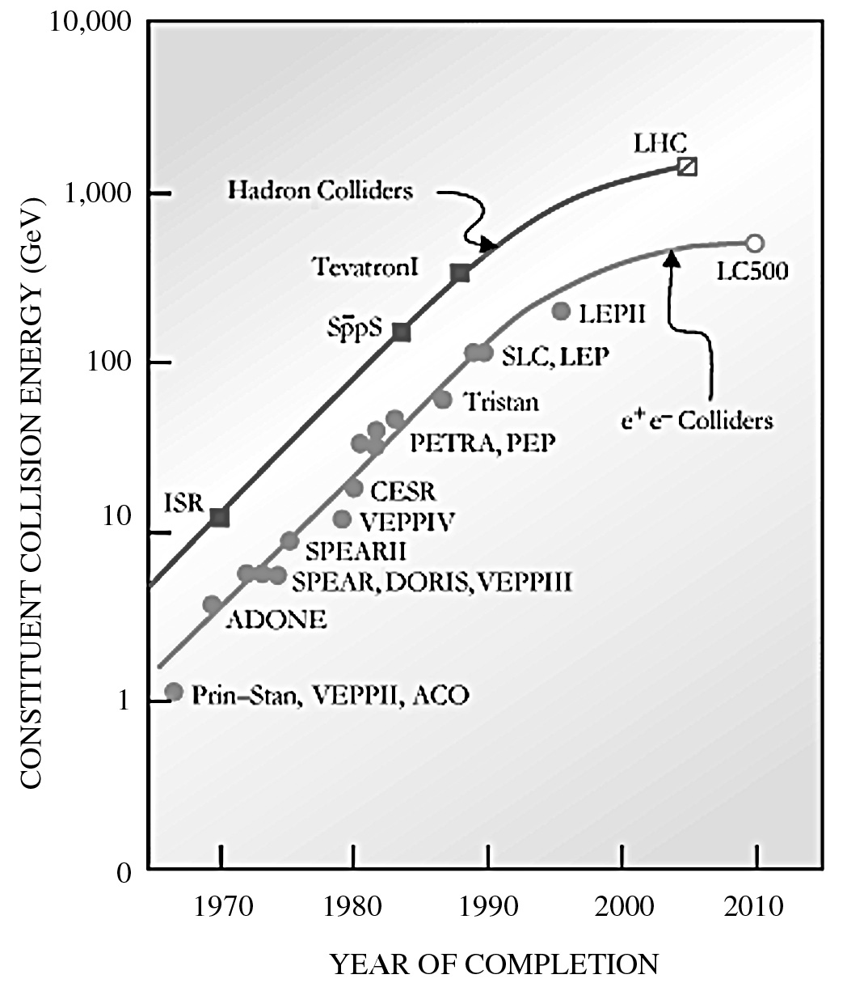 10,000
1,000
100
10
1
0
CONSTITUENT COLLISION ENERGY (GeV)
LHC
Hadron Colliders
TevatronI
Sp̄pS
LC500
LEPII
SLC, LEP
Tristan
e⁺ e⁻ Colliders
PETRA, PEP
ISR
CESR
VEPPIV
SPEARII
SPEAR, DORIS, VEPPIII
ADONE
Prin–Stan, VEPPII, ACO
1970 1980 1990 2000 2010
YEAR OF COMPLETION